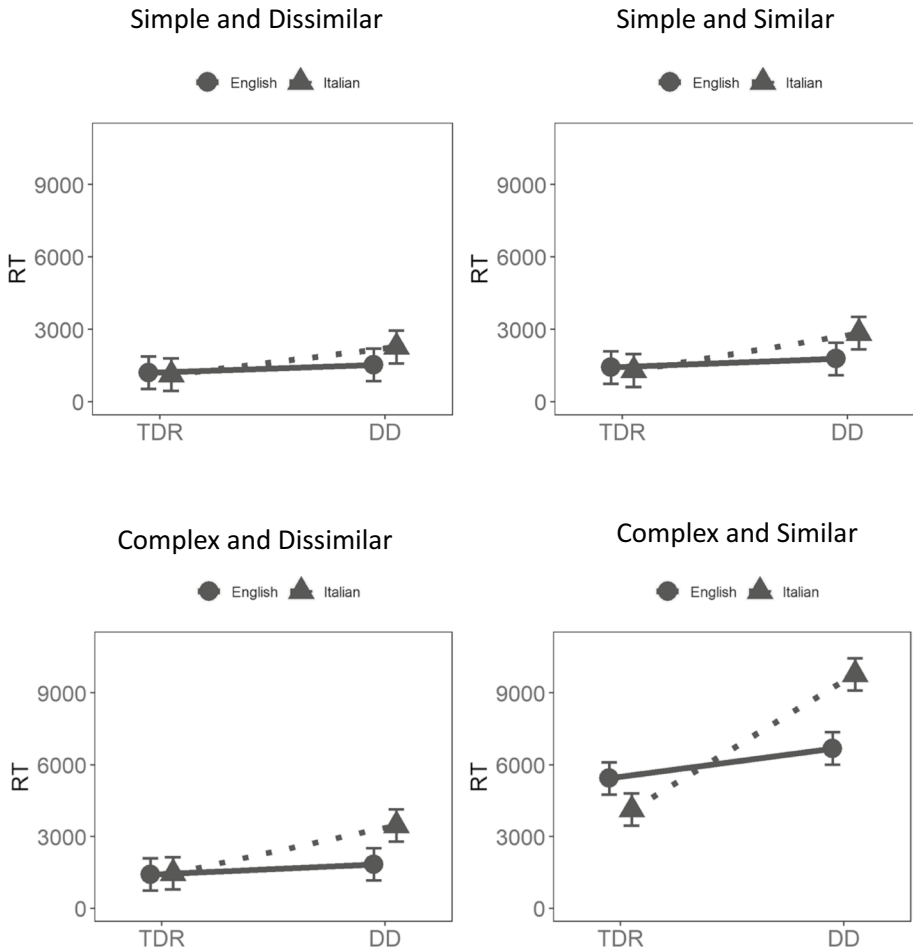 Simple and Dissimilar
English Italian
RT
9000
6000
3000
0
TDR DD
Simple and Similar
English Italian
RT
9000
6000
3000
0
TDR DD
Complex and Dissimilar
English Italian
RT
9000
6000
3000
0
TDR DD
Complex and Similar
English Italian
RT
9000
6000
3000
0
TDR DD